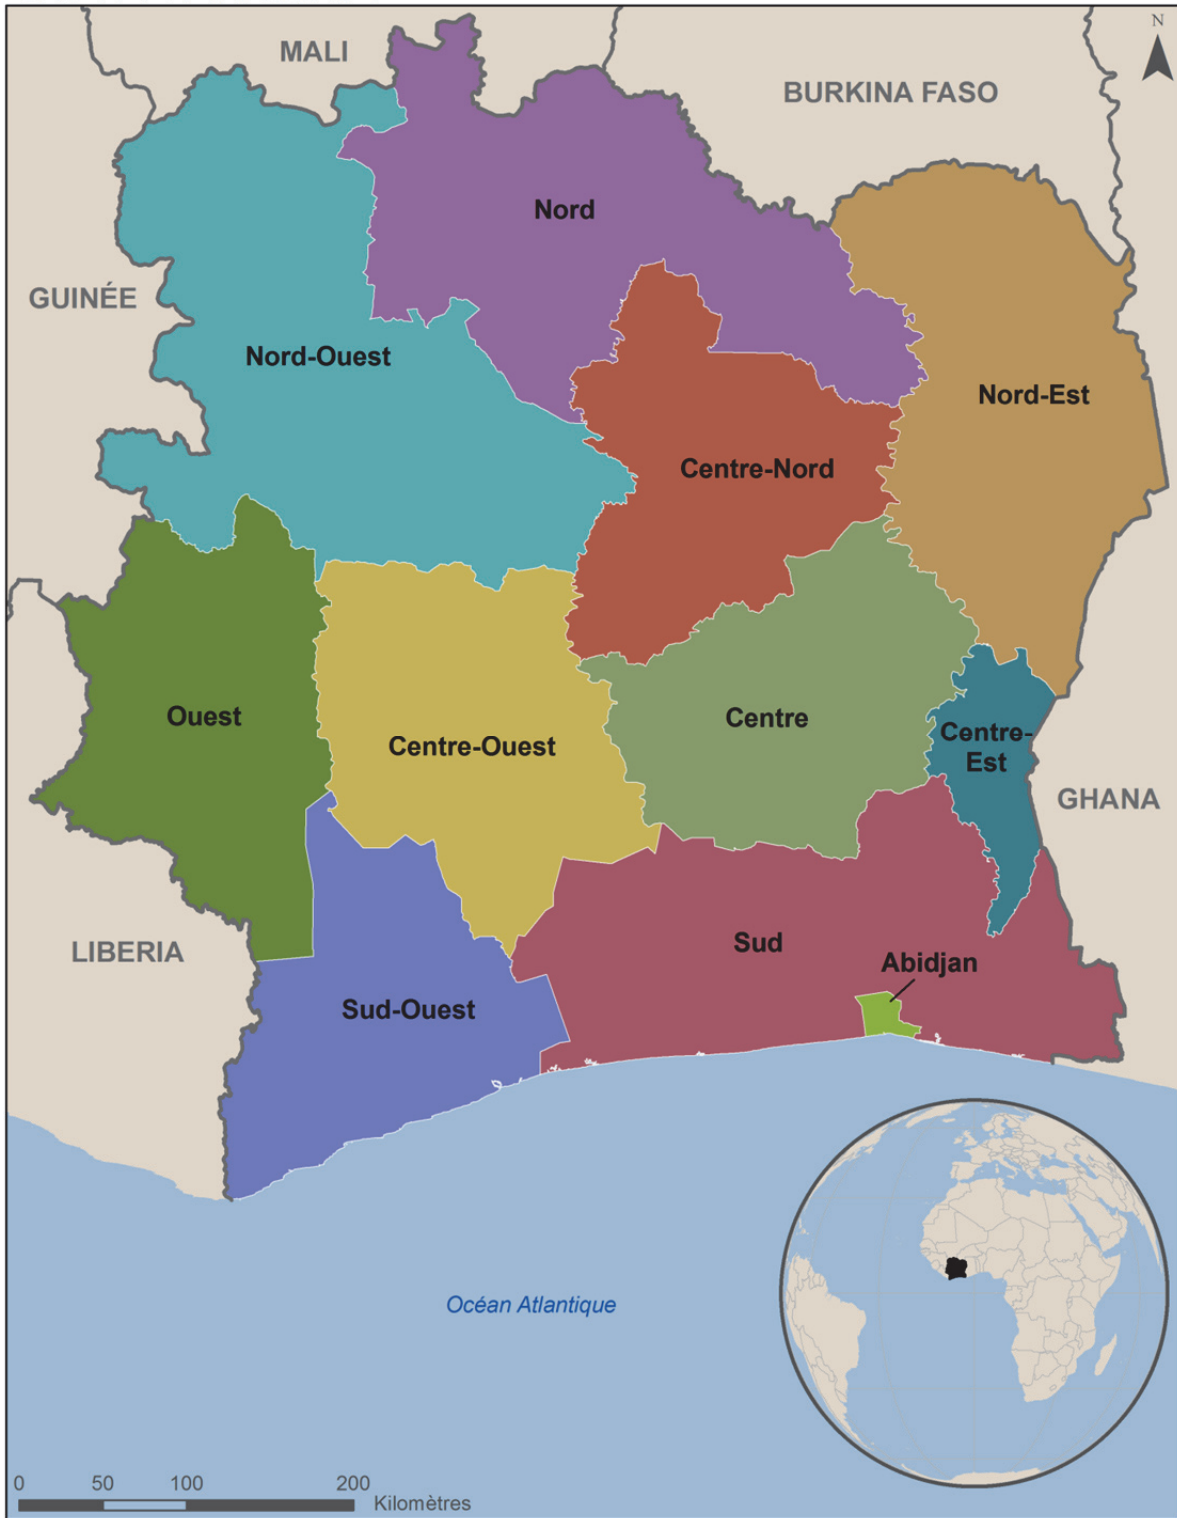 N
MALI
BURKINA FASO
Nord
GUINÉE
Nord-Ouest
Nord-Est
Centre-Nord
Ouest
Centre
Centre-
Est
Centre-Ouest
GHANA
LIBERIA
Sud
Abidjan
Sud-Ouest
Océan Atlantique
0 50 100 200
Kilomètres